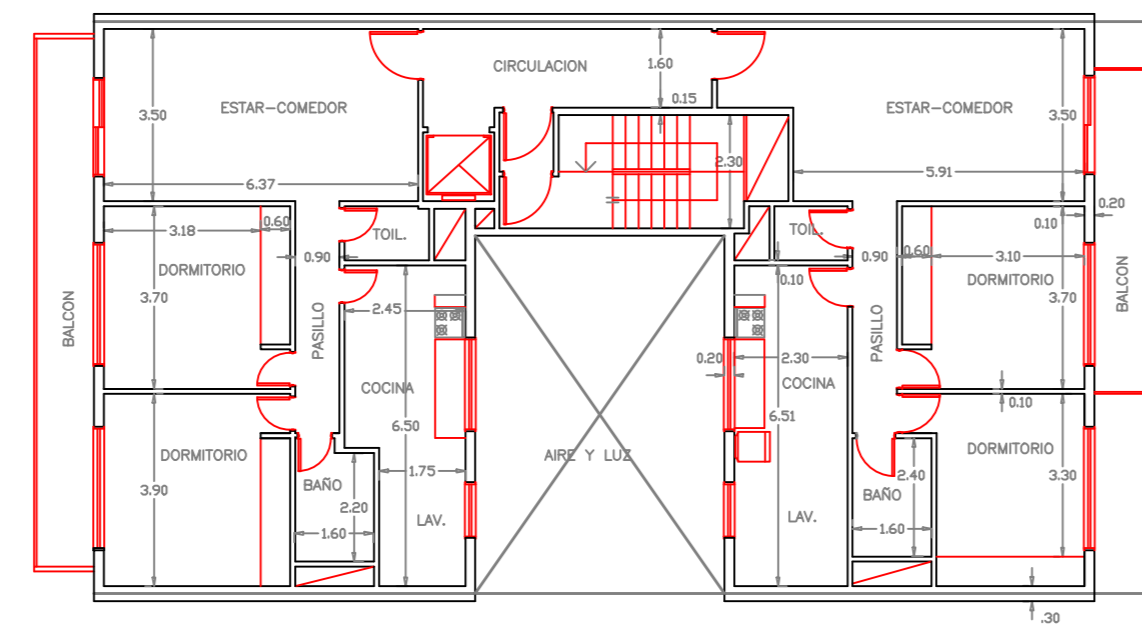 CIRCULACION
1.60
0.15
ESTAR-COMEDOR
ESTAR-COMEDOR
3.50
3.50
2.30
6.37
5.91
0.20
0.10
3.18
0.60
TOIL.
TOIL.
0.90
0.90
0.60
3.10
DORMITORIO
DORMITORIO
3.70
3.70
0.10
2.45
BALCON
PASILLO
PASILLO
BALCON
0.20
2.30
COCINA
COCINA
6.50
6.51
0.10
DORMITORIO
AIRE Y LUZ
DORMITORIO
1.75
3.90
BAÑO
2.20
2.40
3.30
BAÑO
LAV.
LAV.
1.60
1.60
.30